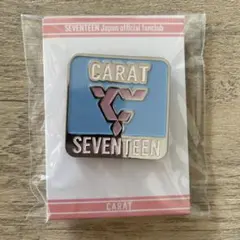 SEVENTEEN Japan official fanclub
CARAT
SEVENTEEN
CARAT